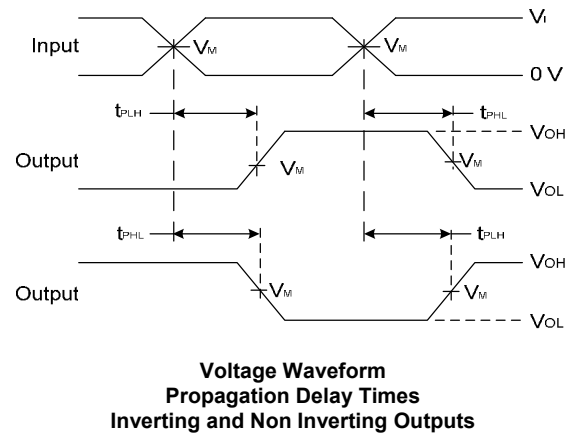 VI
Input VM VM
0 V
tPLH tPHL
VOH
Output VM VM
VOL
tPHL tPLH
VOH
Output VM VM
VOL
Voltage Waveform
Propagation Delay Times
Inverting and Non Inverting Outputs